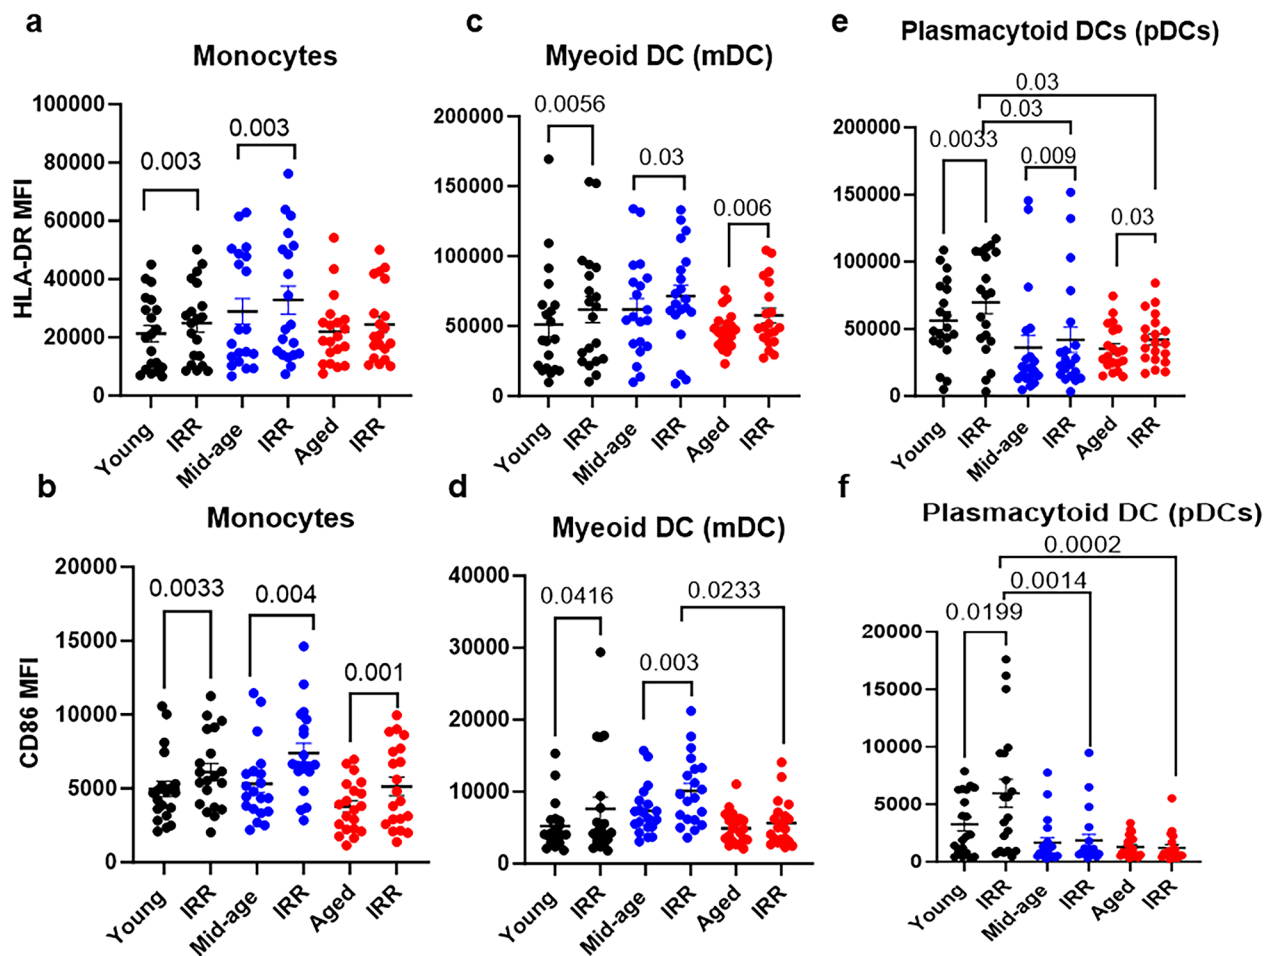 a
Monocytes
HLA-DR MFI
100000
80000
60000
40000
20000
0
0.003
0.003
Young
IRR
Mid-age
IRR
Aged
IRR
c
Myeoid DC (mDC)
200000
150000
100000
50000
0
0.0056
0.03
0.006
Young
IRR
Mid-age
IRR
Aged
IRR
e
Plasmacytoid DCs (pDCs)
200000
150000
100000
50000
0
0.03
0.03
0.0033
0.009
0.03
Young
IRR
Mid-age
IRR
Aged
IRR
b
Monocytes
CD86 MFI
20000
15000
10000
5000
0
0.0033
0.004
0.001
Young
IRR
Mid-age
IRR
Aged
IRR
d
Myeoid DC (mDC)
40000
30000
20000
10000
0
0.0416
0.0233
0.003
Young
IRR
Mid-age
IRR
Aged
IRR
f
Plasmacytoid DC (pDCs)
20000
15000
10000
5000
0
0.0002
0.0014
0.0199
Young
IRR
Mid-age
IRR
Aged
IRR